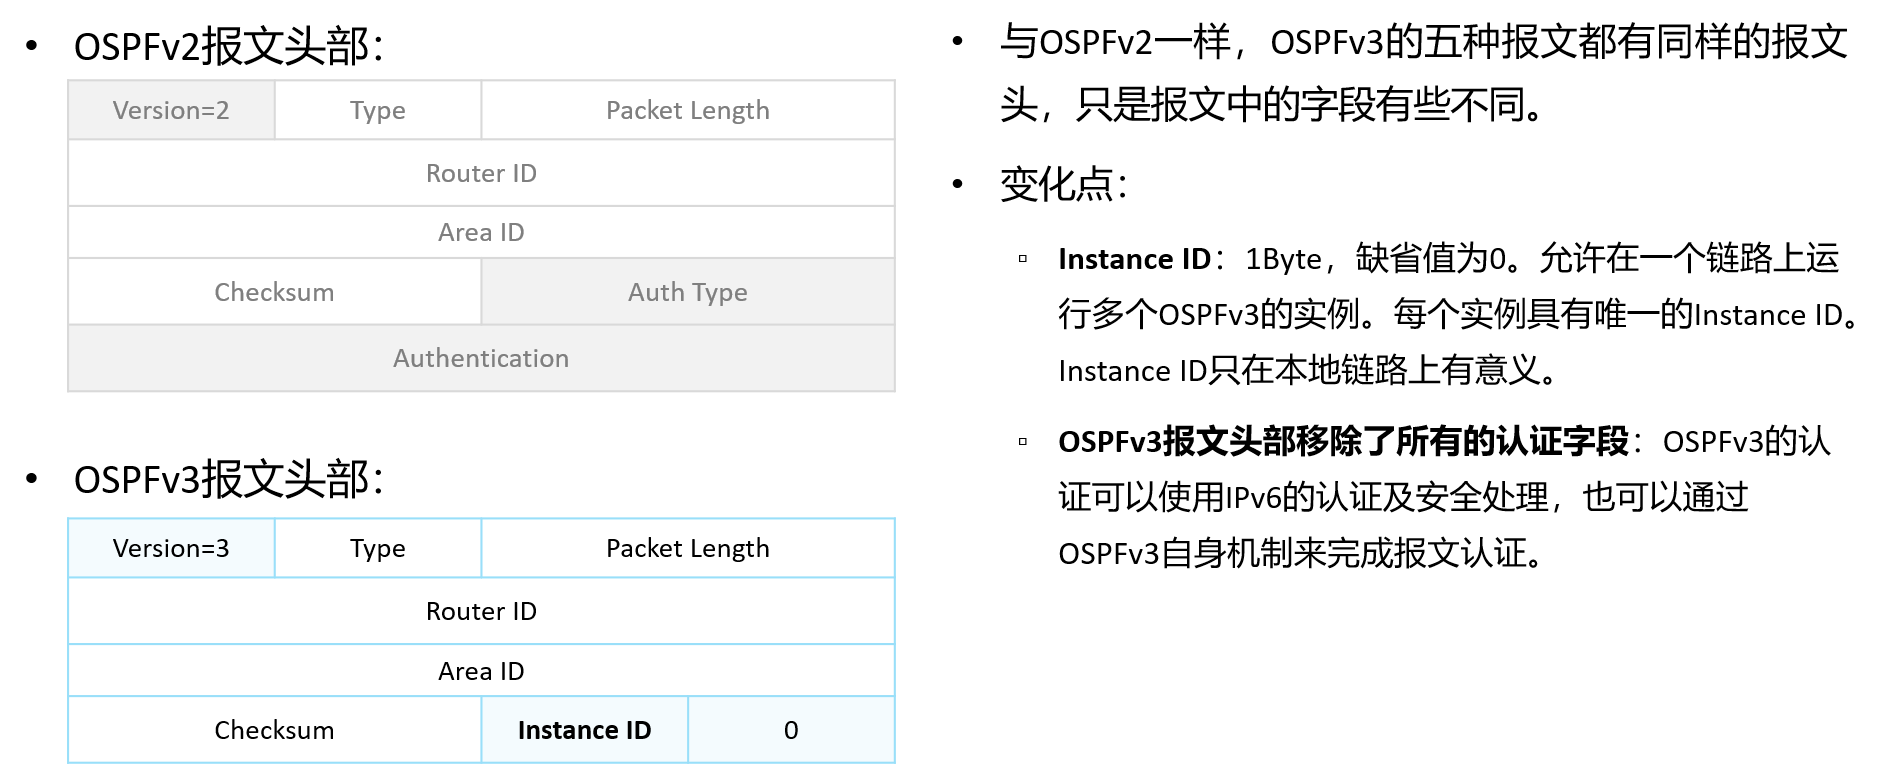 • OSPFv2报文头部：
Version=2 Type Packet Length
Router ID
Area ID
Checksum Auth Type
Authentication
• OSPFv3报文头部：
Version=3 Type Packet Length
Router ID
Area ID
Checksum Instance ID 0
• 与OSPFv2一样，OSPFv3的五种报文都有同样的报文
头，只是报文中的字段有些不同。
• 变化点：
▫ Instance ID：1Byte，缺省值为0。允许在一个链路上运
行多个OSPFv3的实例。每个实例具有唯一的Instance ID。
Instance ID只在本地链路上有意义。
▫ OSPFv3报文头部移除了所有的认证字段：OSPFv3的认
证可以使用IPv6的认证及安全处理，也可以通过
OSPFv3自身机制来完成报文认证。